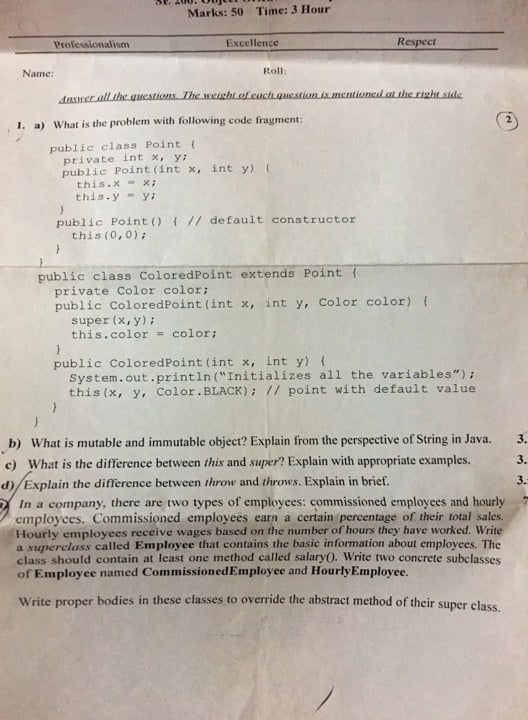 Marks: 50 Time: 3 Hour
Professionalism Excellence Respect
Name: Roll:
Answer all the questions. The weight of each question is mentioned at the right side
1. a) What is the problem with following code fragment: 2
public class Point {
private int x, y;
public Point(int x, int y) {
this.x = x;
this.y = y;
}
public Point() { // default constructor
this(0,0);
}
}
public class ColoredPoint extends Point {
private Color color;
public ColoredPoint(int x, int y, Color color) {
super(x,y);
this.color = color;
}
public ColoredPoint(int x, int y) {
System.out.println("Initializes all the variables");
this(x, y, Color.BLACK); // point with default value
}
}
b) What is mutable and immutable object? Explain from the perspective of String in Java. 3.
c) What is the difference between this and super? Explain with appropriate examples. 3.
d) Explain the difference between throw and throws. Explain in brief. 3.
In a company, there are two types of employees: commissioned employees and hourly
employees. Commissioned employees earn a certain percentage of their total sales.
Hourly employees receive wages based on the number of hours they have worked. Write
a superclass called Employee that contains the basic information about employees. The
class should contain at least one method called salary(). Write two concrete subclasses
of Employee named CommissionedEmployee and HourlyEmployee.
Write proper bodies in these classes to override the abstract method of their super class.